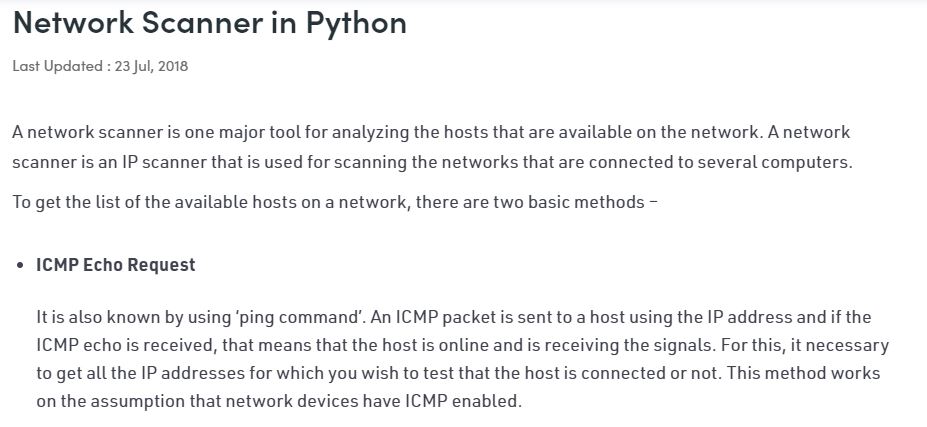 Network Scanner in Python
Last Updated : 23 Jul, 2018
A network scanner is one major tool for analyzing the hosts that are available on the network. A network
scanner is an IP scanner that is used for scanning the networks that are connected to several computers.
To get the list of the available hosts on a network, there are two basic methods –
• ICMP Echo Request
It is also known by using ‘ping command’. An ICMP packet is sent to a host using the IP address and if the
ICMP echo is received, that means that the host is online and is receiving the signals. For this, it necessary
to get all the IP addresses for which you wish to test that the host is connected or not. This method works
on the assumption that network devices have ICMP enabled.